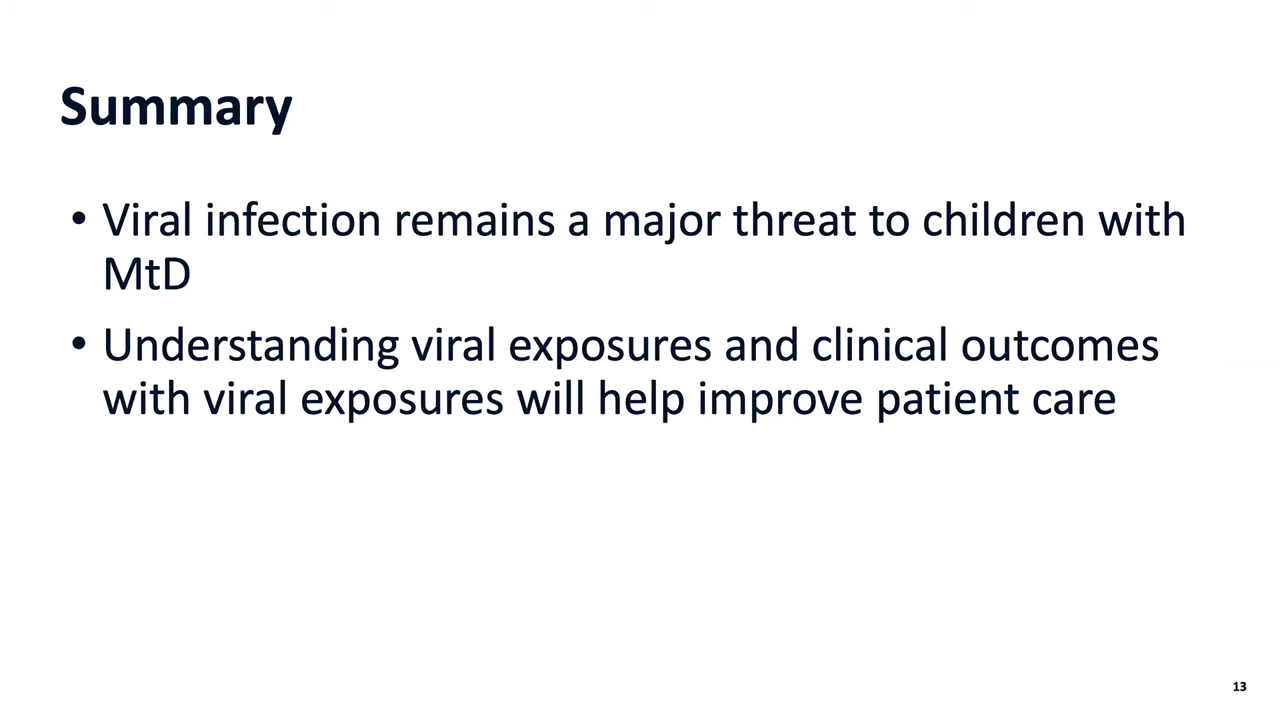 Summary
• Viral infection remains a major threat to children with
MtD
• Understanding viral exposures and clinical outcomes
with viral exposures will help improve patient care
13